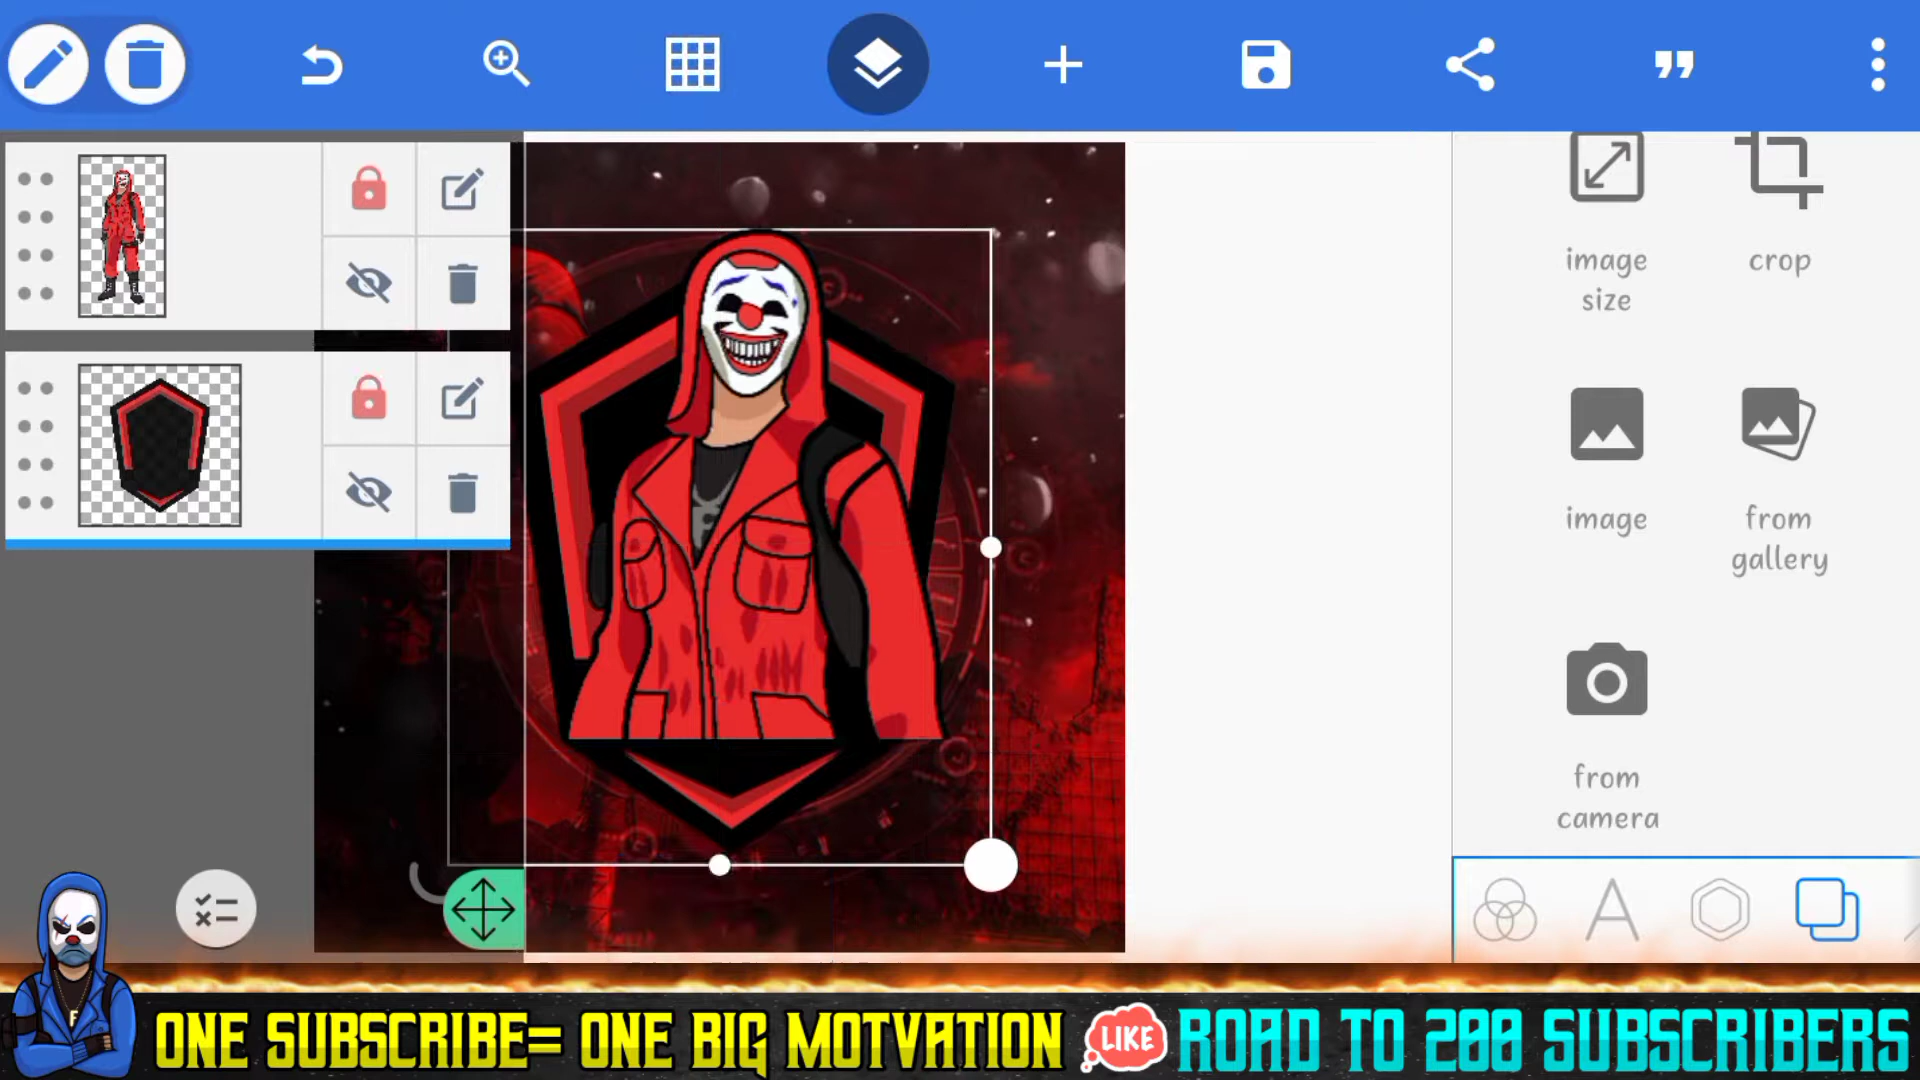 image
size
crop
image
from
gallery
from
camera
ONE SUBSCRIBE= ONE BIG MOTVATION
LIKE
ROAD TO 200 SUBSCRIBERS